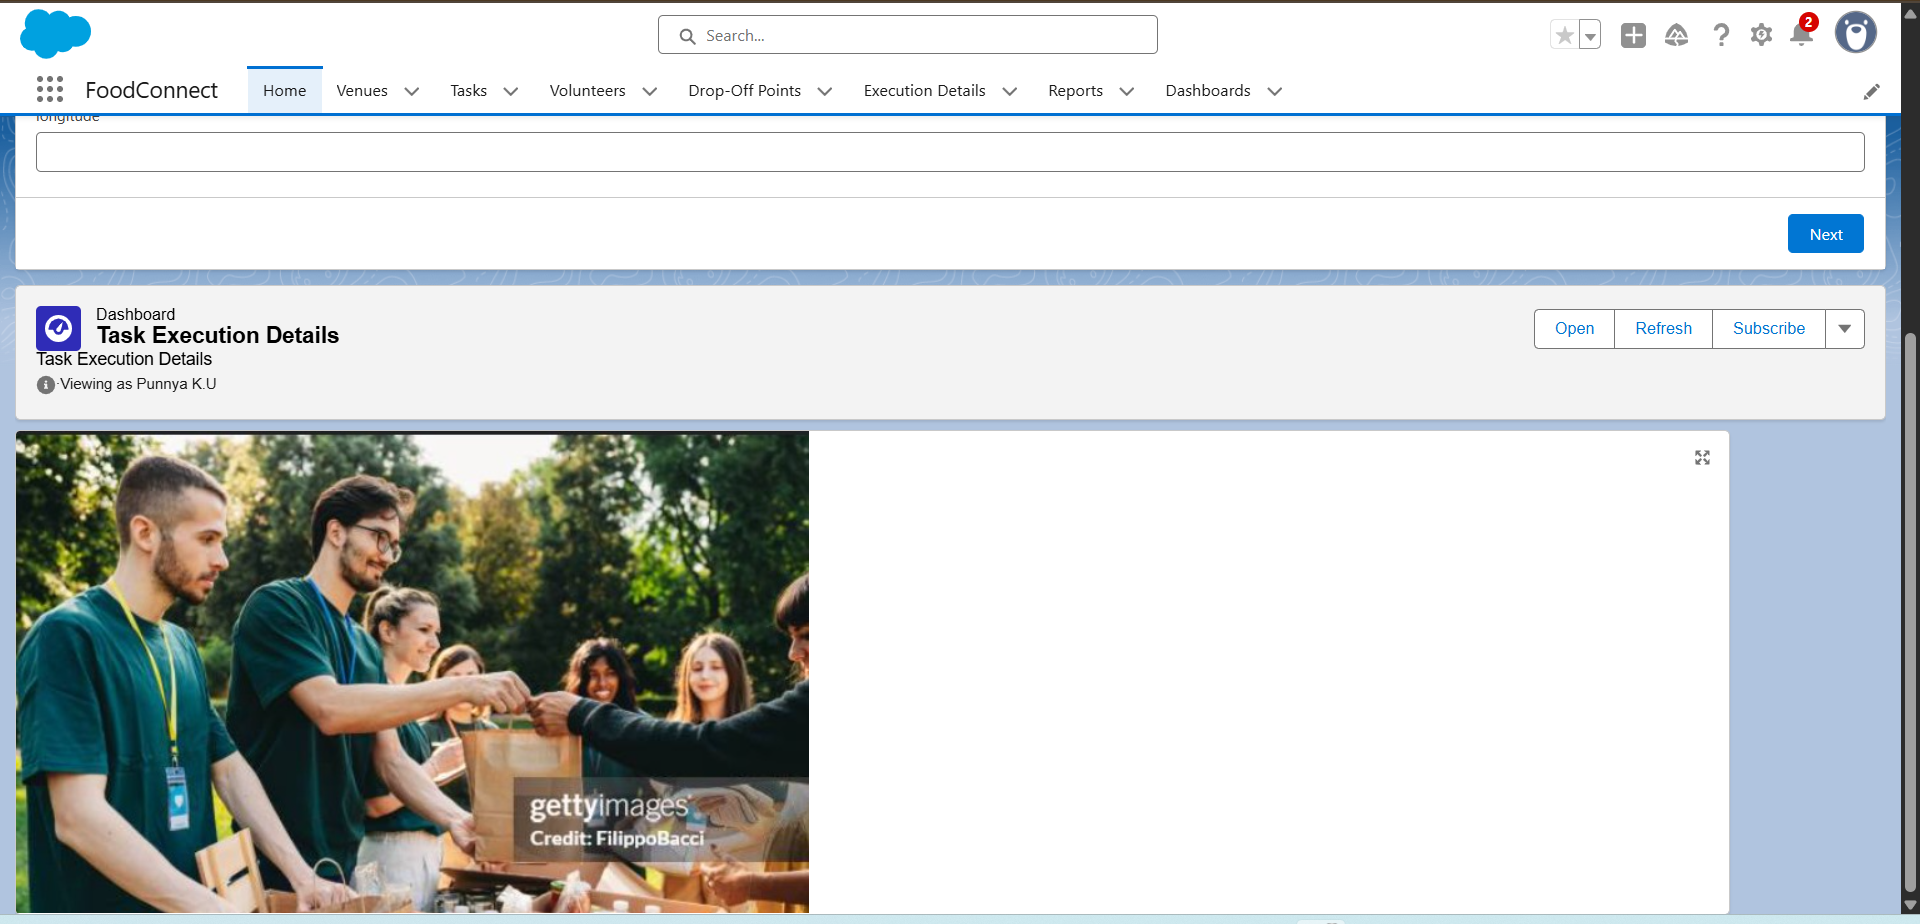 Search...
2
FoodConnect
Home
Venues
Tasks
Volunteers
Drop-Off Points
Execution Details
Reports
Dashboards
longitude
Next
Dashboard
Task Execution Details
Open
Refresh
Subscribe
Task Execution Details
·Viewing as Punnya K.U
gettyimages
Credit: FilippoBacci